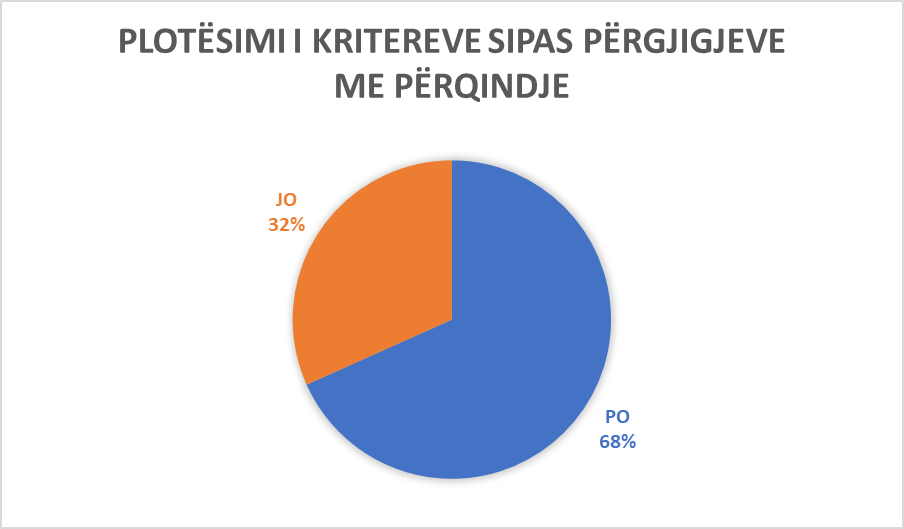 PLOTËSIMI I KRITEREVE SIPAS PËRGJIGJEVE
ME PËRQINDJE
JO
32%
PO
68%